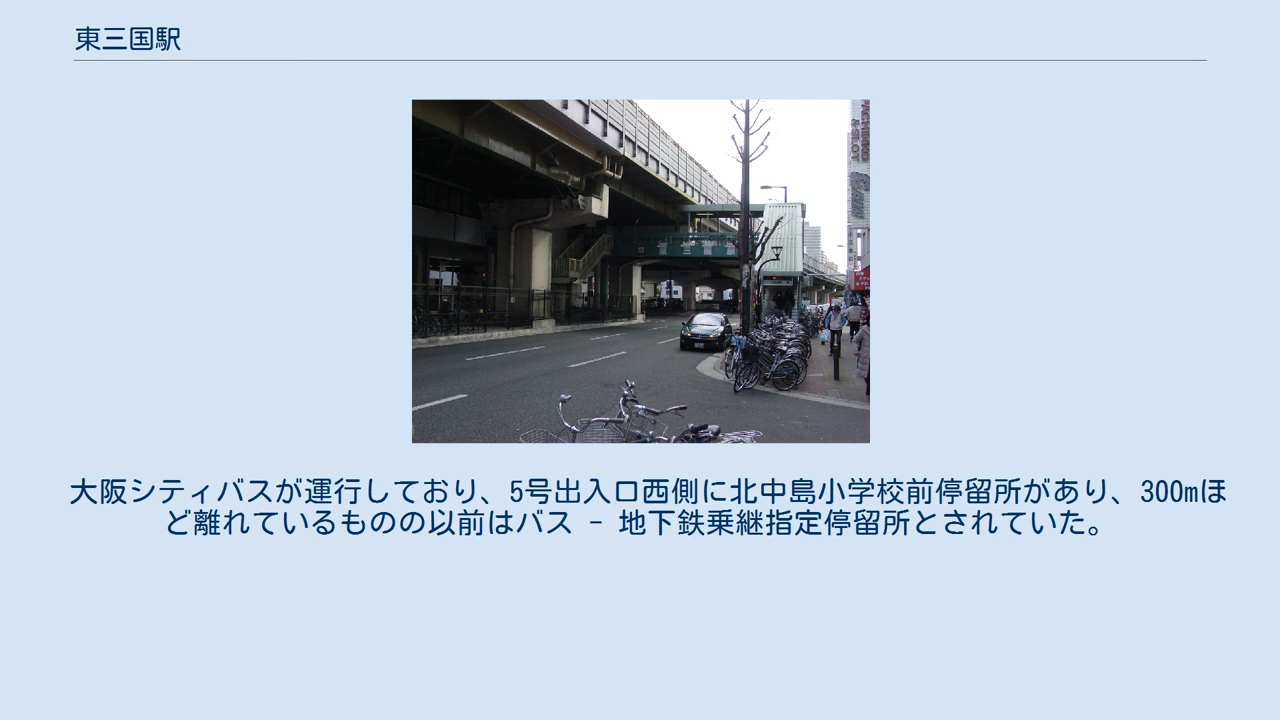 東三国駅
大阪シティバスが運行しており、5号出入口西側に北中島小学校前停留所があり、300mほ
ど離れているものの以前はバス - 地下鉄乗継指定停留所とされていた。